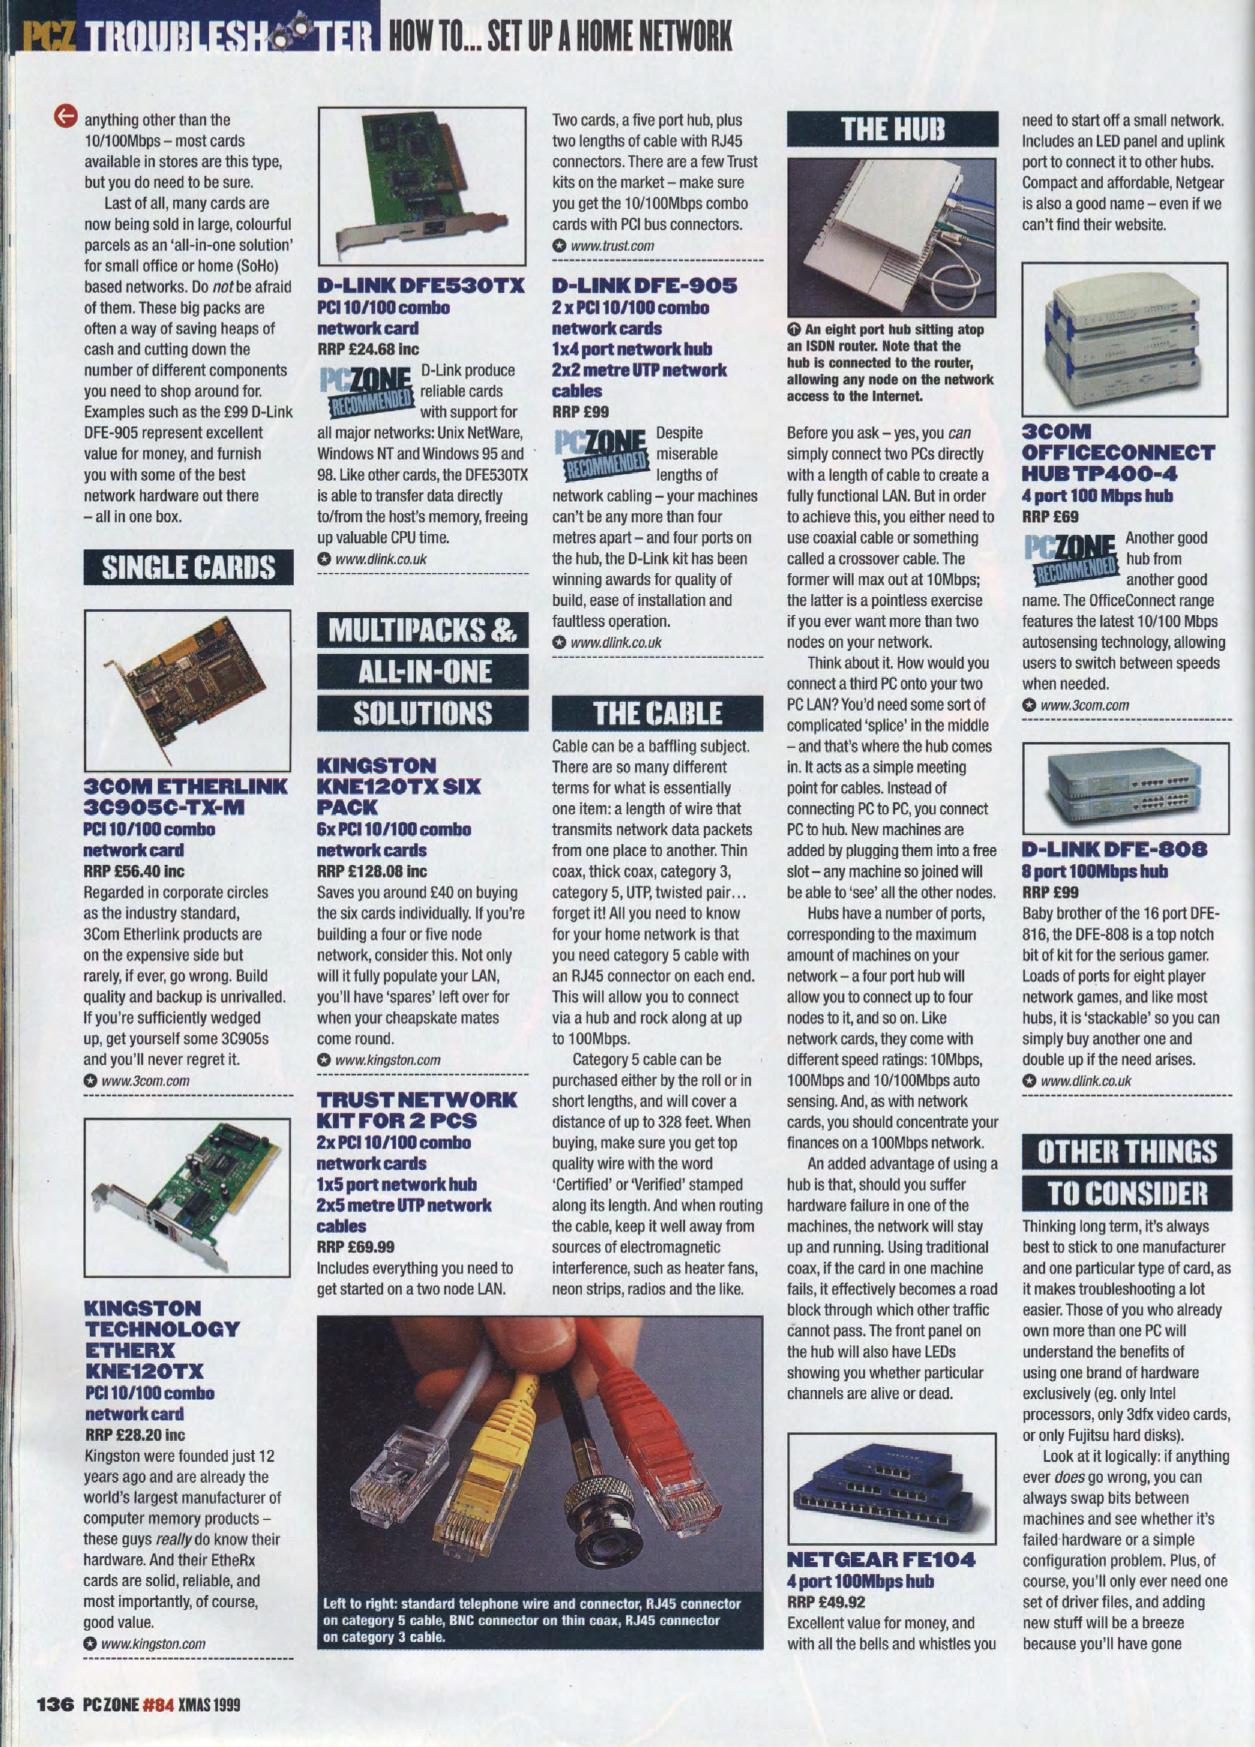 PCZ TROUBLESHOOTER HOW TO... SET UP A HOME NETWORK
anything other than the
10/100Mbps – most cards
available in stores are this type,
but you do need to be sure.
Last of all, many cards are
now being sold in large, colourful
parcels as an 'all-in-one solution'
for small office or home (SoHo)
based networks. Do not be afraid
of them. These big packs are
often a way of saving heaps of
cash and cutting down the
number of different components
you need to shop around for.
Examples such as the £99 D-Link
DFE-905 represent excellent
value for money, and furnish
you with some of the best
network hardware out there
– all in one box.
SINGLE CARDS
3COM ETHERLINK
3C905C-TX-M
PCI 10/100 combo
network card
RRP £56.40 inc
Regarded in corporate circles
as the industry standard,
3Com Etherlink products are
on the expensive side but
rarely, if ever, go wrong. Build
quality and backup is unrivalled.
If you're sufficiently wedged
up, get yourself some 3C905s
and you'll never regret it.
www.3com.com
KINGSTON
TECHNOLOGY
ETHERX
KNE120TX
PCI 10/100 combo
network card
RRP £28.20 inc
Kingston were founded just 12
years ago and are already the
world's largest manufacturer of
computer memory products –
these guys really do know their
hardware. And their EtheRx
cards are solid, reliable, and
most importantly, of course,
good value.
www.kingston.com
D-LINK DFE530TX
PCI 10/100 combo
network card
RRP £24.68 inc
PCZONE RECOMMENDED
D-Link produce
reliable cards
with support for
all major networks: Unix NetWare,
Windows NT and Windows 95 and
98. Like other cards, the DFE530TX
is able to transfer data directly
to/from the host's memory, freeing
up valuable CPU time.
www.dlink.co.uk
MULTIPACKS &
ALL-IN-ONE
SOLUTIONS
KINGSTON
KNE120TX SIX
PACK
6x PCI 10/100 combo
network cards
RRP £128.08 inc
Saves you around £40 on buying
the six cards individually. If you're
building a four or five node
network, consider this. Not only
will it fully populate your LAN,
you'll have 'spares' left over for
when your cheapskate mates
come round.
www.kingston.com
TRUST NETWORK
KIT FOR 2 PCS
2x PCI 10/100 combo
network cards
1x5 port network hub
2x5 metre UTP network
cables
RRP £69.99
Includes everything you need to
get started on a two node LAN.
Two cards, a five port hub, plus
two lengths of cable with RJ45
connectors. There are a few Trust
kits on the market – make sure
you get the 10/100Mbps combo
cards with PCI bus connectors.
www.trust.com
D-LINK DFE-905
2 x PCI 10/100 combo
network cards
1x4 port network hub
2x2 metre UTP network
cables
RRP £99
PCZONE RECOMMENDED
Despite
miserable
lengths of
network cabling – your machines
can't be any more than four
metres apart – and four ports on
the hub, the D-Link kit has been
winning awards for quality of
build, ease of installation and
faultless operation.
www.dlink.co.uk
THE CABLE
Cable can be a baffling subject.
There are so many different
terms for what is essentially
one item: a length of wire that
transmits network data packets
from one place to another. Thin
coax, thick coax, category 3,
category 5, UTP, twisted pair...
forget it! All you need to know
for your home network is that
you need category 5 cable with
an RJ45 connector on each end.
This will allow you to connect
via a hub and rock along at up
to 100Mbps.
Category 5 cable can be
purchased either by the roll or in
short lengths, and will cover a
distance of up to 328 feet. When
buying, make sure you get top
quality wire with the word
'Certified' or 'Verified' stamped
along its length. And when routing
the cable, keep it well away from
sources of electromagnetic
interference, such as heater fans,
neon strips, radios and the like.
Left to right: standard telephone wire and connector, RJ45 connector
on category 5 cable, BNC connector on thin coax, RJ45 connector
on category 3 cable.
THE HUB
An eight port hub sitting atop
an ISDN router. Note that the
hub is connected to the router,
allowing any node on the network
access to the Internet.
Before you ask – yes, you can
simply connect two PCs directly
with a length of cable to create a
fully functional LAN. But in order
to achieve this, you either need to
use coaxial cable or something
called a crossover cable. The
former will max out at 10Mbps;
the latter is a pointless exercise
if you ever want more than two
nodes on your network.
Think about it. How would you
connect a third PC onto your two
PC LAN? You'd need some sort of
complicated 'splice' in the middle
– and that's where the hub comes
in. It acts as a simple meeting
point for cables. Instead of
connecting PC to PC, you connect
PC to hub. New machines are
added by plugging them into a free
slot – any machine so joined will
be able to 'see' all the other nodes.
Hubs have a number of ports,
corresponding to the maximum
amount of machines on your
network – a four port hub will
allow you to connect up to four
nodes to it, and so on. Like
network cards, they come with
different speed ratings: 10Mbps,
100Mbps and 10/100Mbps auto
sensing. And, as with network
cards, you should concentrate your
finances on a 100Mbps network.
An added advantage of using a
hub is that, should you suffer
hardware failure in one of the
machines, the network will stay
up and running. Using traditional
coax, if the card in one machine
fails, it effectively becomes a road
block through which other traffic
cannot pass. The front panel on
the hub will also have LEDs
showing you whether particular
channels are alive or dead.
NETGEAR FE104
4 port 100Mbps hub
RRP £49.92
Excellent value for money, and
with all the bells and whistles you
need to start off a small network.
Includes an LED panel and uplink
port to connect it to other hubs.
Compact and affordable, Netgear
is also a good name – even if we
can't find their website.
3COM
OFFICECONNECT
HUB TP400-4
4 port 100 Mbps hub
RRP £69
PCZONE RECOMMENDED
Another good
hub from
another good
name. The OfficeConnect range
features the latest 10/100 Mbps
autosensing technology, allowing
users to switch between speeds
when needed.
www.3com.com
D-LINK DFE-808
8 port 100Mbps hub
RRP £99
Baby brother of the 16 port DFE-
816, the DFE-808 is a top notch
bit of kit for the serious gamer.
Loads of ports for eight player
network games, and like most
hubs, it is 'stackable' so you can
simply buy another one and
double up if the need arises.
www.dlink.co.uk
OTHER THINGS
TO CONSIDER
Thinking long term, it's always
best to stick to one manufacturer
and one particular type of card, as
it makes troubleshooting a lot
easier. Those of you who already
own more than one PC will
understand the benefits of
using one brand of hardware
exclusively (eg. only Intel
processors, only 3dfx video cards,
or only Fujitsu hard disks).
Look at it logically: if anything
ever does go wrong, you can
always swap bits between
machines and see whether it's
failed hardware or a simple
configuration problem. Plus, of
course, you'll only ever need one
set of driver files, and adding
new stuff will be a breeze
because you'll have gone
136 PC ZONE #84 XMAS 1999